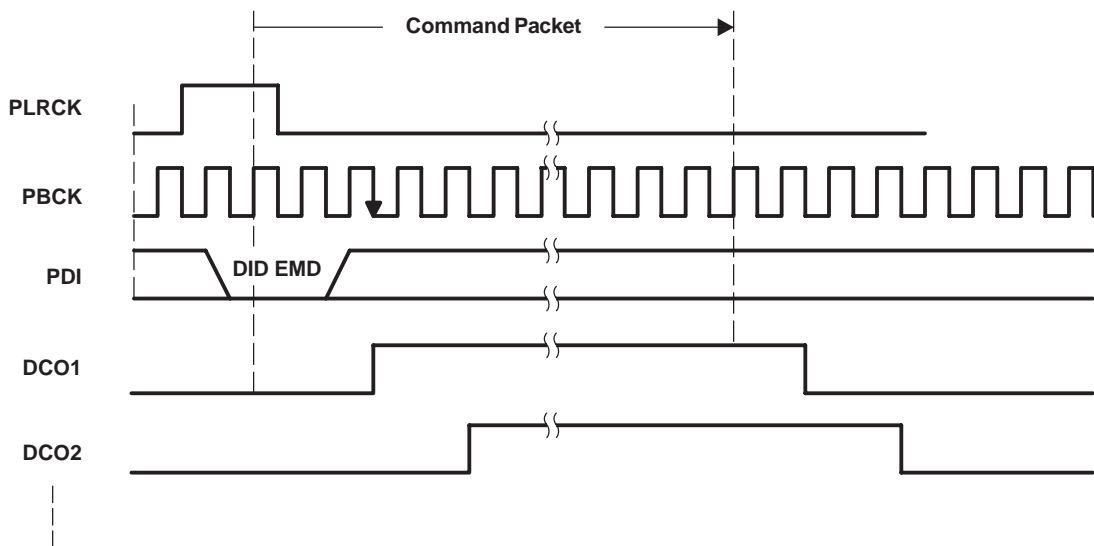 Command Packet
PLRCK
PBCK
PDI
DID EMD
DCO1
DCO2